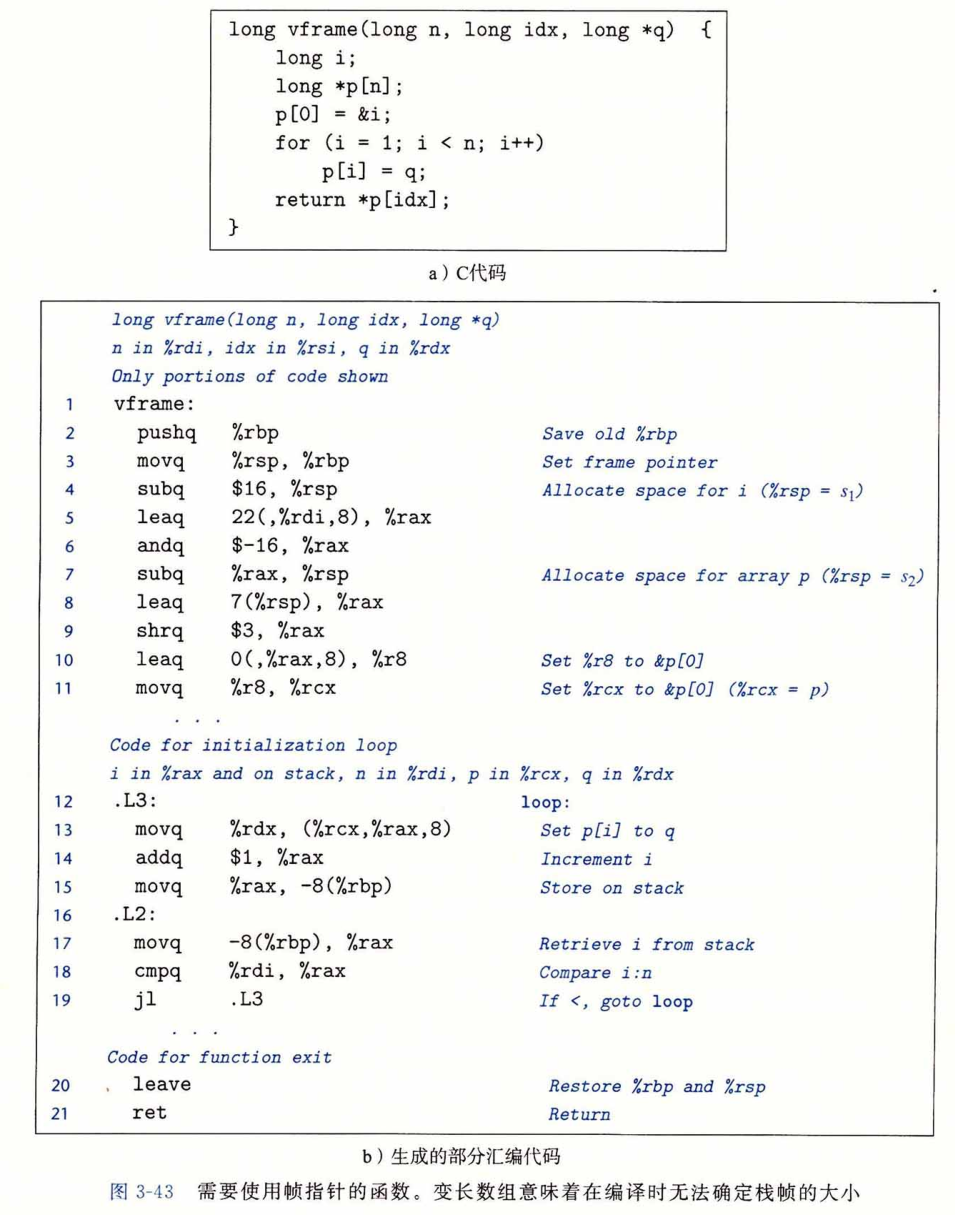 long vframe(long n, long idx, long *q)  {
    long i;
    long *p[n];
    p[0] = &i;
    for (i = 1; i < n; i++)
        p[i] = q;
    return *p[idx];
}
a）C代码
long vframe(long n, long idx, long *q)
n in %rdi, idx in %rsi, q in %rdx
Only portions of code shown
1 vframe:
2 pushq %rbp Save old %rbp
3 movq %rsp, %rbp Set frame pointer
4 subq $16, %rsp Allocate space for i (%rsp = s₁)
5 leaq 22(,%rdi,8), %rax
6 andq $-16, %rax
7 subq %rax, %rsp Allocate space for array p (%rsp = s₂)
8 leaq 7(%rsp), %rax
9 shrq $3, %rax
10 leaq 0(,%rax,8), %r8 Set %r8 to &p[0]
11 movq %r8, %rcx Set %rcx to &p[0] (%rcx = p)
. . .
Code for initialization loop
i in %rax and on stack, n in %rdi, p in %rcx, q in %rdx
12 .L3: loop:
13 movq %rdx, (%rcx,%rax,8) Set p[i] to q
14 addq $1, %rax Increment i
15 movq %rax, -8(%rbp) Store on stack
16 .L2:
17 movq -8(%rbp), %rax Retrieve i from stack
18 cmpq %rdi, %rax Compare i:n
19 jl .L3 If <, goto loop
. . .
Code for function exit
20 leave Restore %rbp and %rsp
21 ret Return
b）生成的部分汇编代码
图 3-43 需要使用帧指针的函数。变长数组意味着在编译时无法确定栈帧的大小